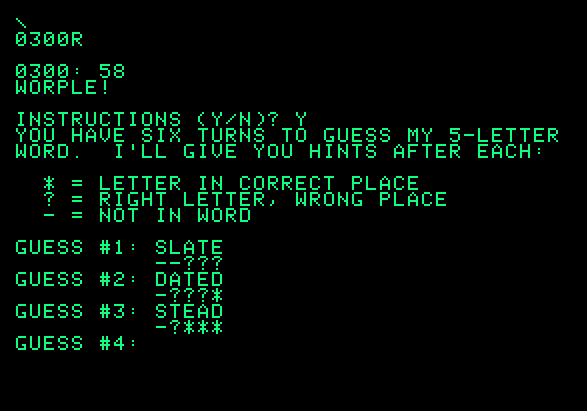 \
0300R
0300: 58
WORPLE!
INSTRUCTIONS (Y/N)? Y
YOU HAVE SIX TURNS TO GUESS MY 5-LETTER
WORD.  I'LL GIVE YOU HINTS AFTER EACH:
* = LETTER IN CORRECT PLACE
? = RIGHT LETTER, WRONG PLACE
- = NOT IN WORD
GUESS #1: SLATE
--???
GUESS #2: DATED
-???*
GUESS #3: STEAD
-?***
GUESS #4: